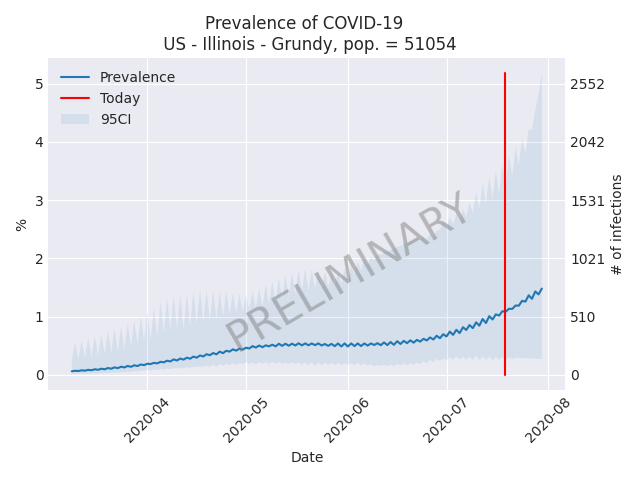 Prevalence of COVID-19
US - Illinois - Grundy, pop. = 51054
Prevalence
Today
95CI
PRELIMINARY
5
4
3
2
1
0
%
2552
2042
1531
1021
510
0
# of infections
2020-04
2020-05
2020-06
2020-07
2020-08
Date